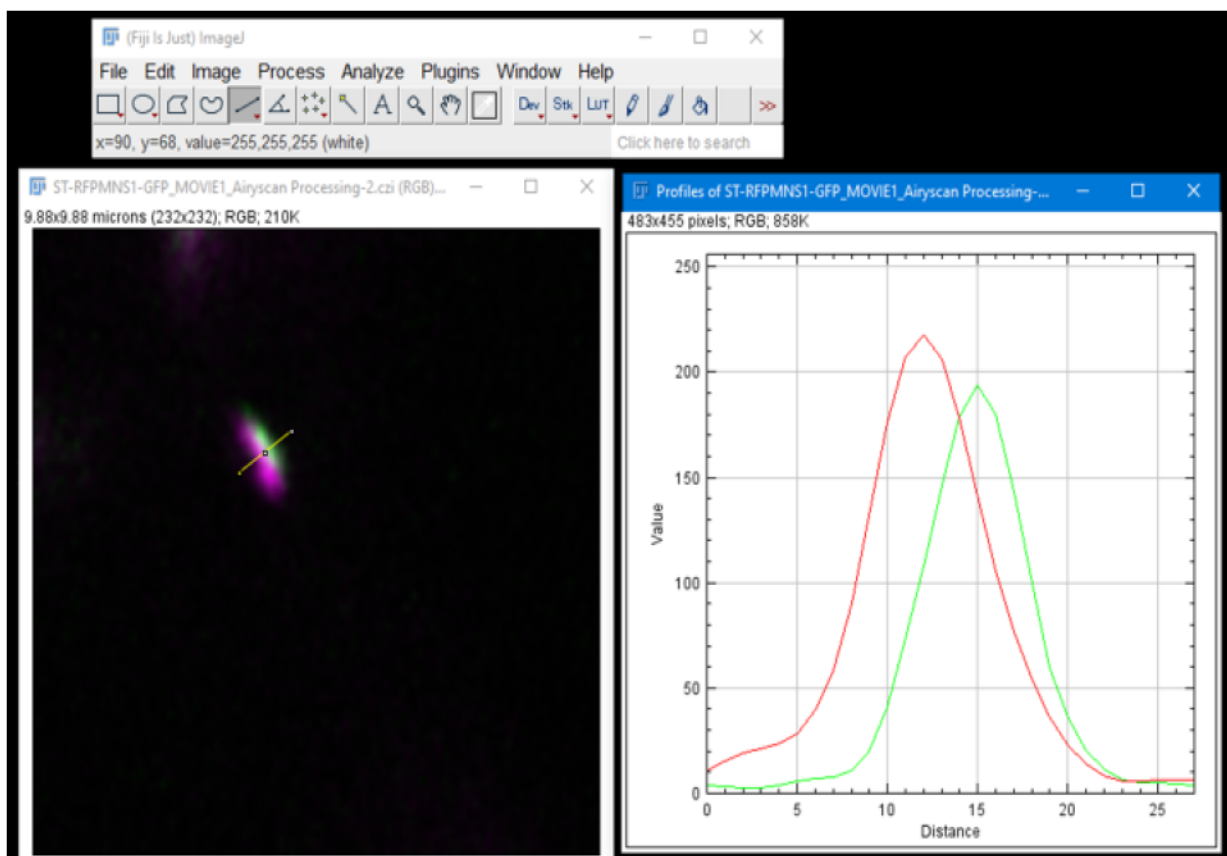 (Fiji Is Just) ImageJ
File Edit Image Process Analyze Plugins Window Help
A Dev Stk LUT >>
x=90, y=68, value=255,255,255 (white)
Click here to search
ST-RFPMNS1-GFP_MOVIE1_Airyscan Processing-2.czi (RGB)...
9.88x9.88 microns (232x232); RGB; 210K
Profiles of ST-RFPMNS1-GFP_MOVIE1_Airyscan Processing-...
483x455 pixels; RGB; 858K
250
200
150
100
50
0
Value
0 5 10 15 20 25
Distance